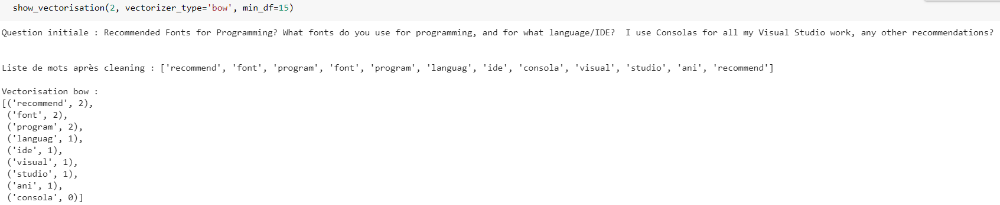 show_vectorisation(2, vectorizer_type='bow', min_df=15)
Question initiale : Recommended Fonts for Programming? What fonts do you use for programming, and for what language/IDE?  I use Consolas for all my Visual Studio work, any other recommendations?
Liste de mots après cleaning : ['recommend', 'font', 'program', 'font', 'program', 'languag', 'ide', 'consola', 'visual', 'studio', 'ani', 'recommend']
Vectorisation bow :
[('recommend', 2),
('font', 2),
('program', 2),
('languag', 1),
('ide', 1),
('visual', 1),
('studio', 1),
('ani', 1),
('consola', 0)]